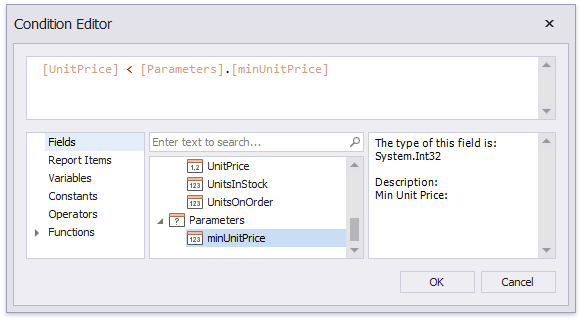 Condition Editor
[UnitPrice] < [Parameters].[minUnitPrice]
Fields
Report Items
Variables
Constants
Operators
Functions
Enter text to search...
1,2 UnitPrice
123 UnitsInStock
123 UnitsOnOrder
? Parameters
123 minUnitPrice
The type of this field is:
System.Int32
Description:
Min Unit Price:
OK
Cancel